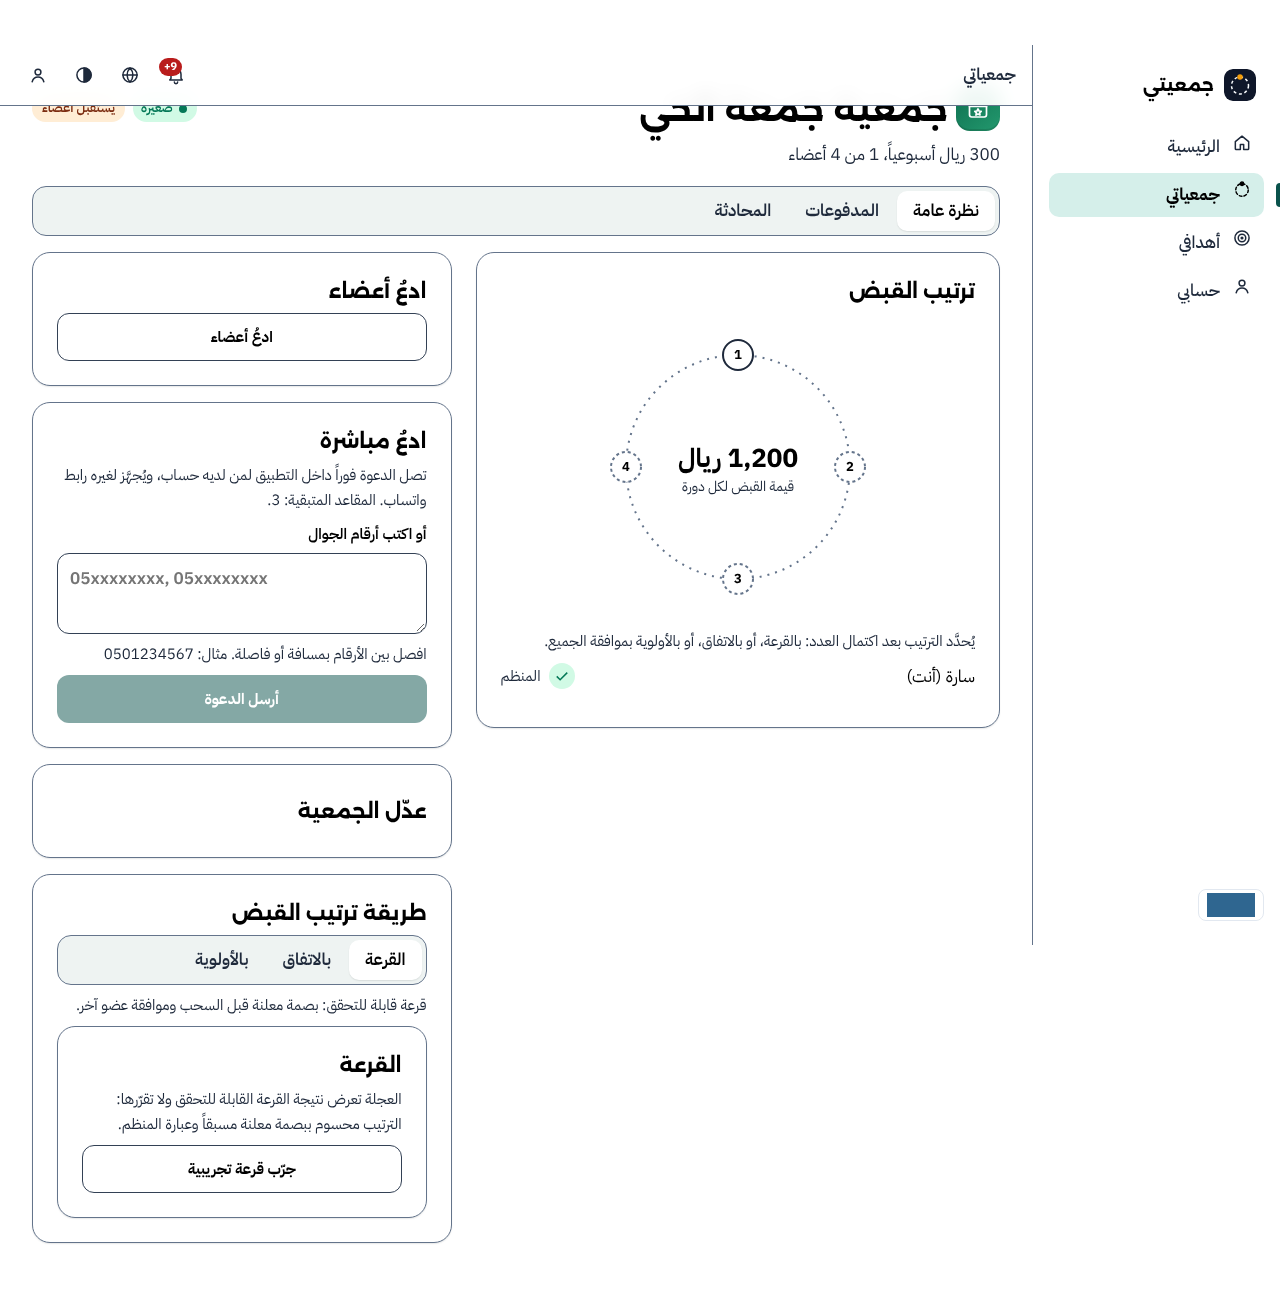 جمعيتي
الرئيسية
جمعياتي
أهدافي
حسابي
جمعياتي
+9
جمعية جمعة الحي
صغيرة
يستقبل أعضاء
300 ريال أسبوعياً، 1 من 4 أعضاء
نظرة عامة
المدفوعات
المحادثة
ترتيب القبض
1
2
3
4
1,200 ريال
قيمة القبض لكل دورة
يُحدَّد الترتيب بعد اكتمال العدد: بالقرعة، أو بالاتفاق، أو بالأولوية بموافقة الجميع.
سارة (أنت)
المنظم
ادعُ أعضاء
ادعُ أعضاء
ادعُ مباشرة
تصل الدعوة فوراً داخل التطبيق لمن لديه حساب، ويُجهَّز لغيره رابط
واتساب. المقاعد المتبقية: 3.
أو اكتب أرقام الجوال
05xxxxxxxx, 05xxxxxxxx
افصل بين الأرقام بمسافة أو فاصلة. مثال: 0501234567
أرسل الدعوة
عدّل الجمعية
طريقة ترتيب القبض
القرعة
بالاتفاق
بالأولوية
قرعة قابلة للتحقق: بصمة معلنة قبل السحب وموافقة عضو آخر.
القرعة
العجلة تعرض نتيجة القرعة القابلة للتحقق ولا تقرّرها:
الترتيب محسوم ببصمة معلنة مسبقاً وعبارة المنظم.
جرّب قرعة تجريبية